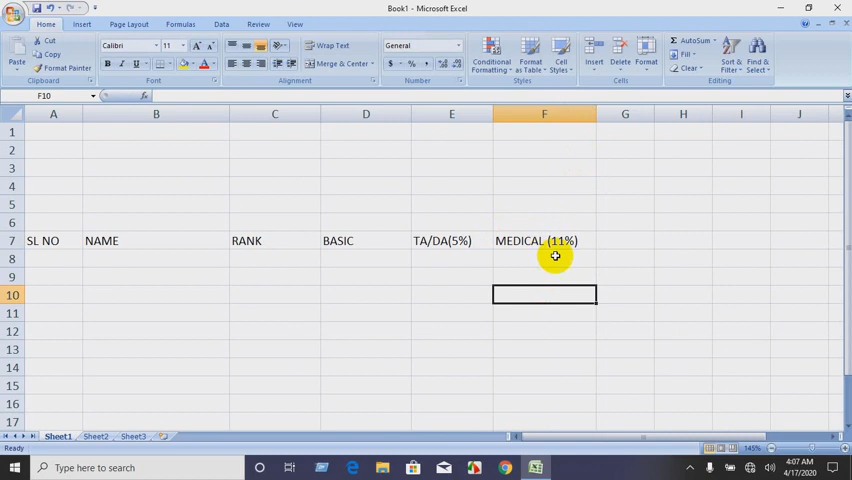 Book1 - Microsoft Excel
Home Insert Page Layout Formulas Data Review View
Paste
Cut
Copy
Format Painter
Clipboard
Calibri 11
B I U
Font
Wrap Text
Merge & Center
Alignment
General
$ % ,
Number
Conditional Formatting
Format as Table
Cell Styles
Styles
Insert Delete Format
Cells
AutoSum
Fill
Clear
Sort & Filter
Find & Select
Editing
F10 fx
A B C D E F G H I J
1
2
3
4
5
6
7 SL NO NAME RANK BASIC TA/DA(5%) MEDICAL (11%)
8
9
10
11
12
13
14
15
16
17
Sheet1 Sheet2 Sheet3
Ready 145%
Type here to search
4:07 AM
4/17/2020